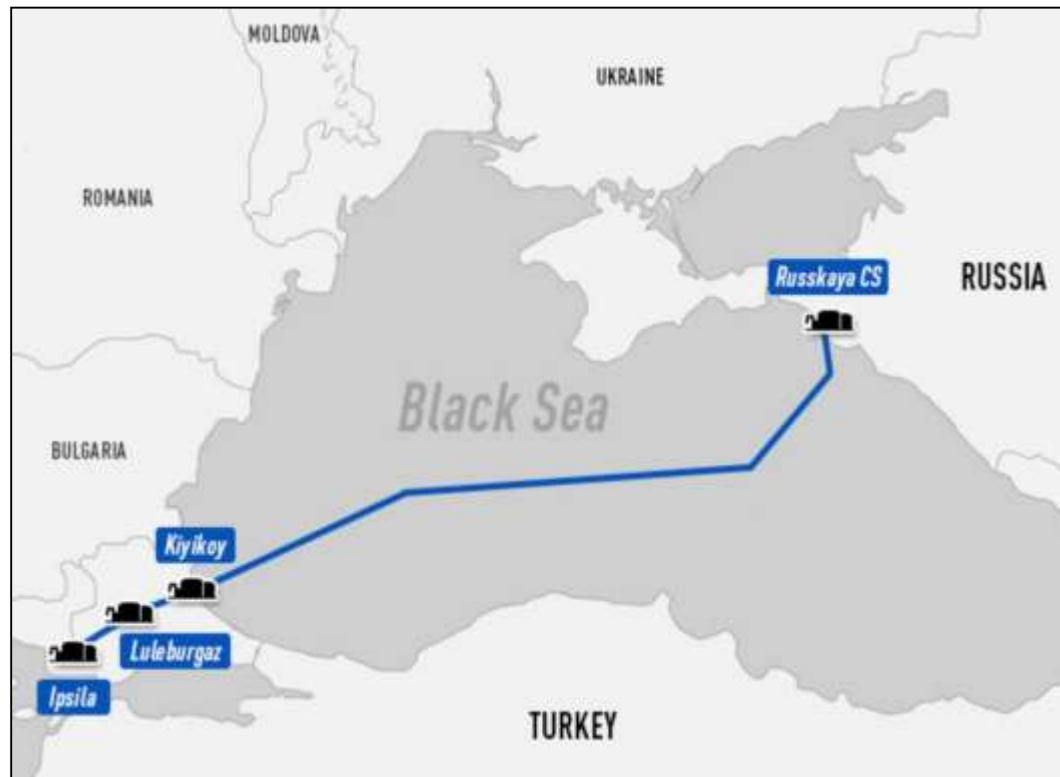 MOLDOVA
UKRAINE
ROMANIA
Russkaya CS
RUSSIA
Black Sea
BULGARIA
Kiyikoy
Luleburgaz
Ipsila
TURKEY